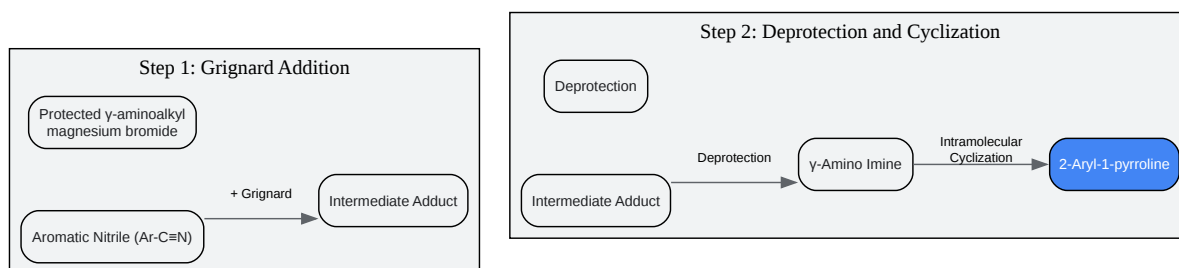 Step 1: Grignard Addition
Protected γ-aminoalkyl
magnesium bromide
+ Grignard
Intermediate Adduct
Aromatic Nitrile (Ar-C≡N)
Step 2: Deprotection and Cyclization
Deprotection
Deprotection
Intermediate Adduct
γ-Amino Imine
Intramolecular
Cyclization
2-Aryl-1-pyrroline